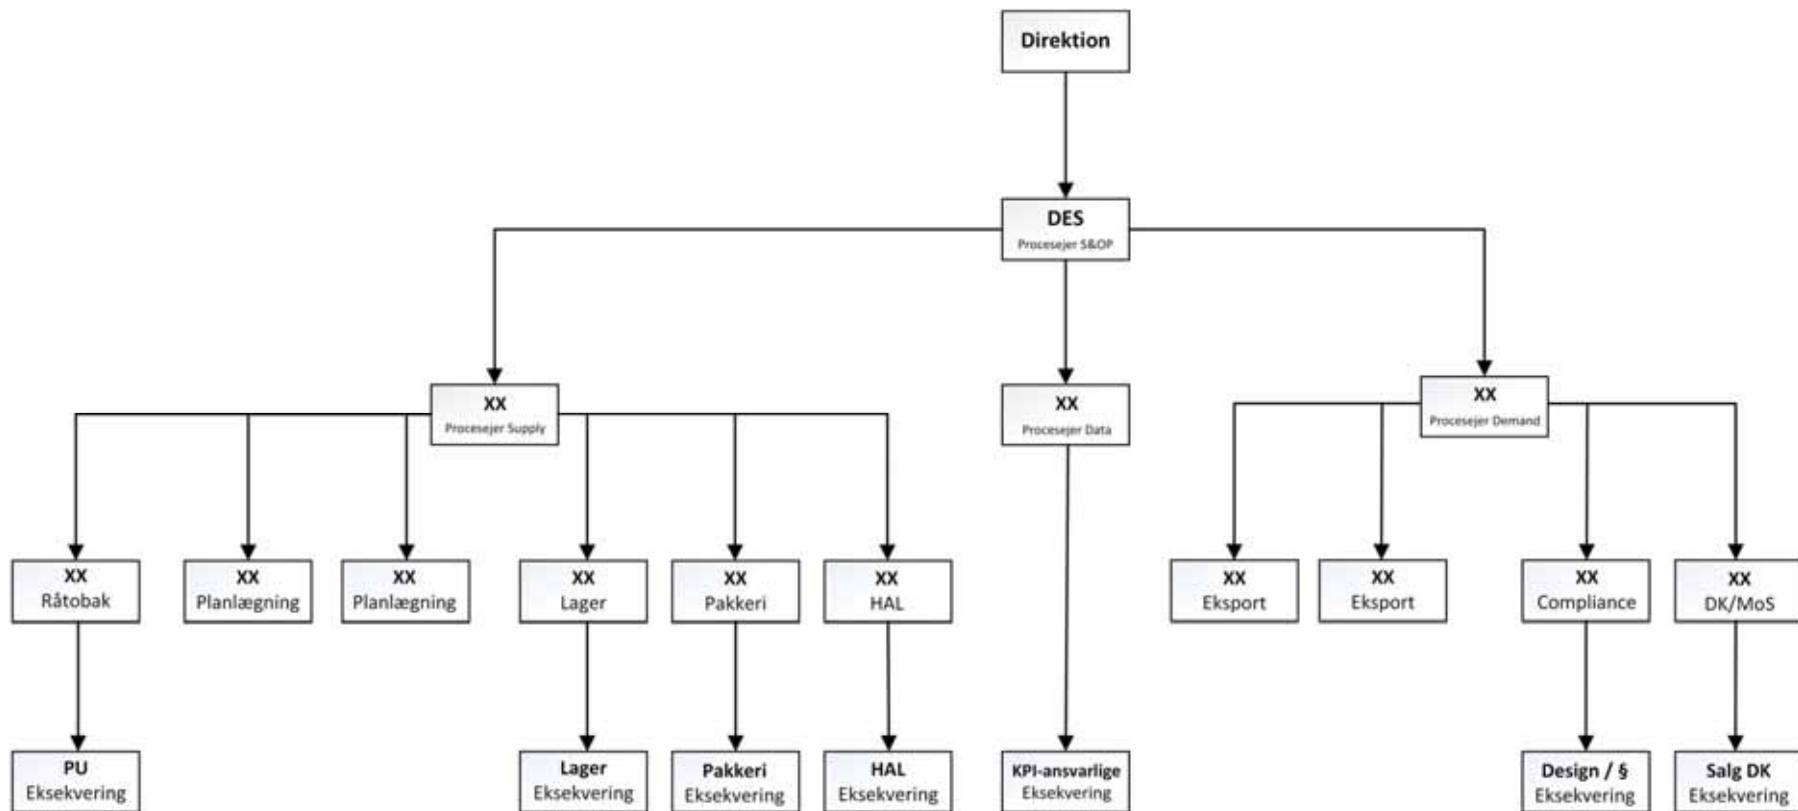 Direktion
DES
Procesejer S&OP
XX
Procesejer Supply
XX
Procesejer Data
XX
Procesejer Demand
XX
Råtobak
XX
Planlægning
XX
Planlægning
XX
Lager
XX
Pakkeri
XX
HAL
XX
Eksport
XX
Eksport
XX
Compliance
XX
DK/MoS
PU
Eksekvering
Lager
Eksekvering
Pakkeri
Eksekvering
HAL
Eksekvering
KPI-ansvarlige
Eksekvering
Design / §
Eksekvering
Salg DK
Eksekvering